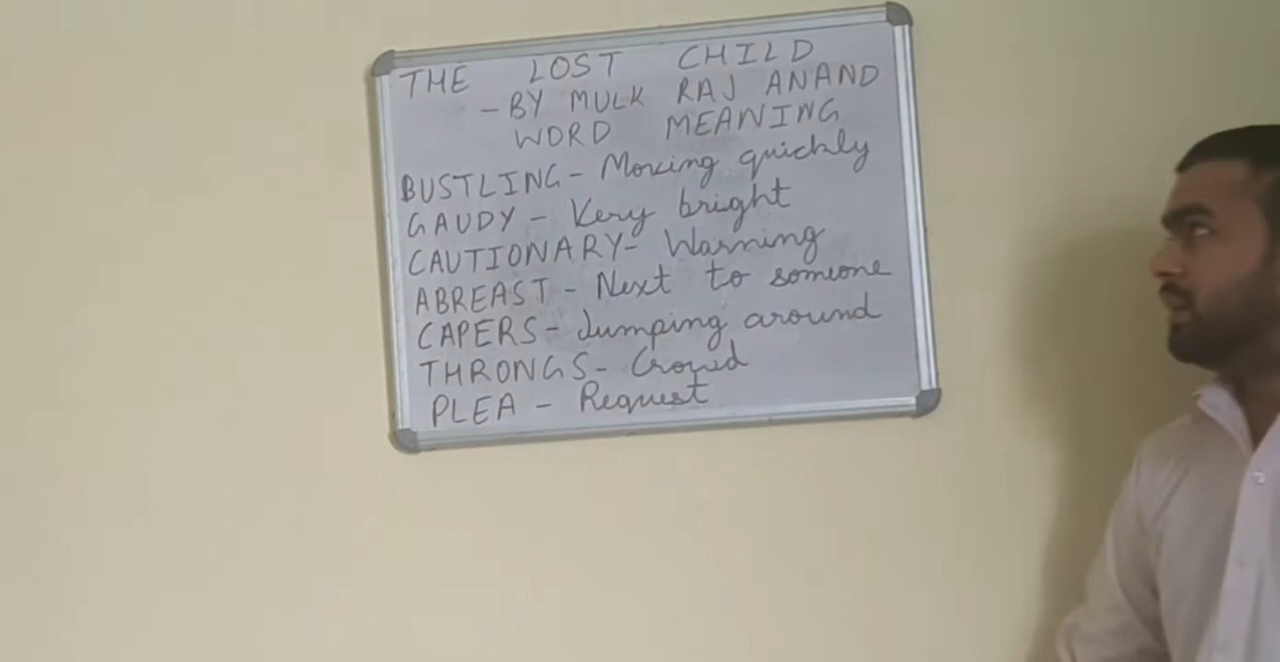 THE LOST CHILD
- BY MULK RAJ ANAND
WORD MEANING
BUSTLING - Moving quickly
GAUDY - Very bright
CAUTIONARY - Warning
ABREAST - Next to someone
CAPERS - Jumping around
THRONGS - Crowd
PLEA - Request